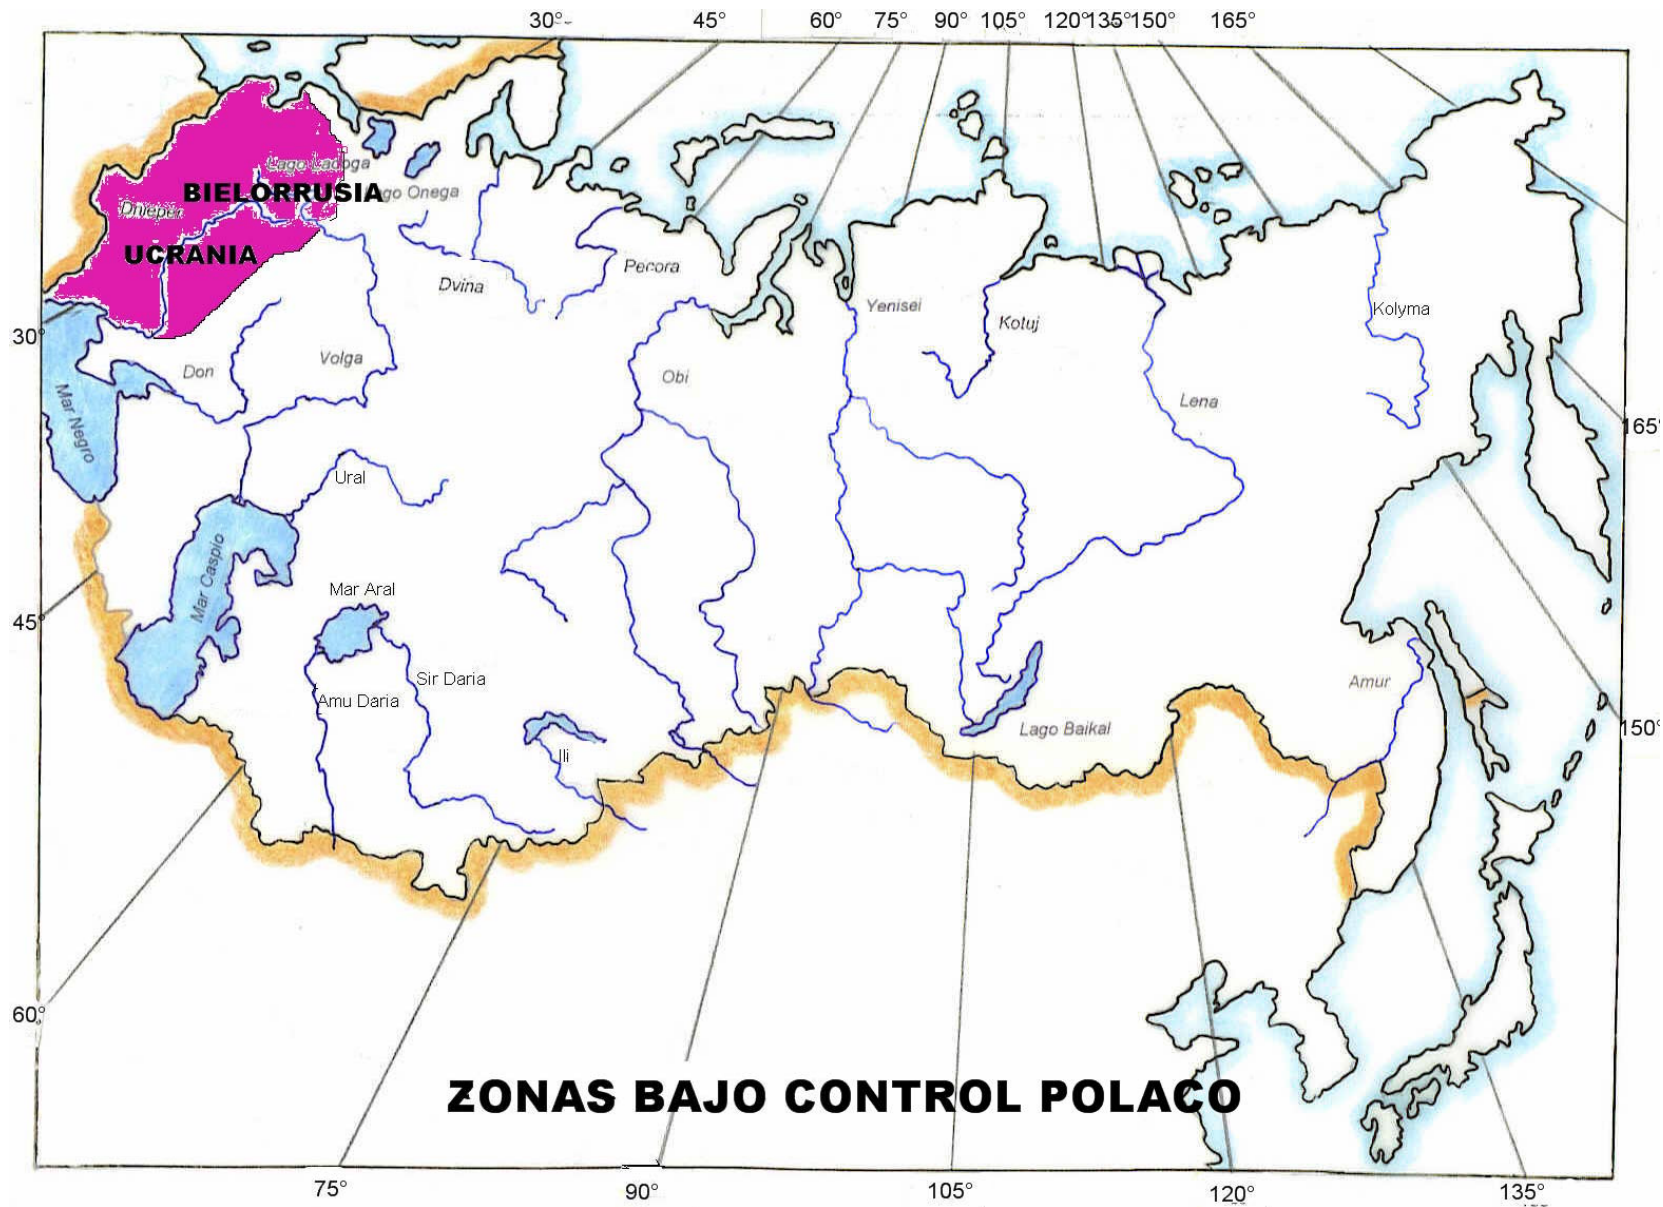 30°
45°
60°
75°
90°
105°
120°
135°
150°
165°
Lago Ladoga
BIELORRUSIA
Lago Onega
Dnieper
UCRANIA
Dvina
Pecora
Yenisei
Kotuj
Kolyma
30°
Don
Volga
Obi
Lena
Mar Negro
165°
Ural
Mar Caspio
Mar Aral
45°
Sir Daria
Amu Daria
Amur
Lago Baikal
150°
Ili
60°
ZONAS BAJO CONTROL POLACO
75°
90°
105°
120°
135°